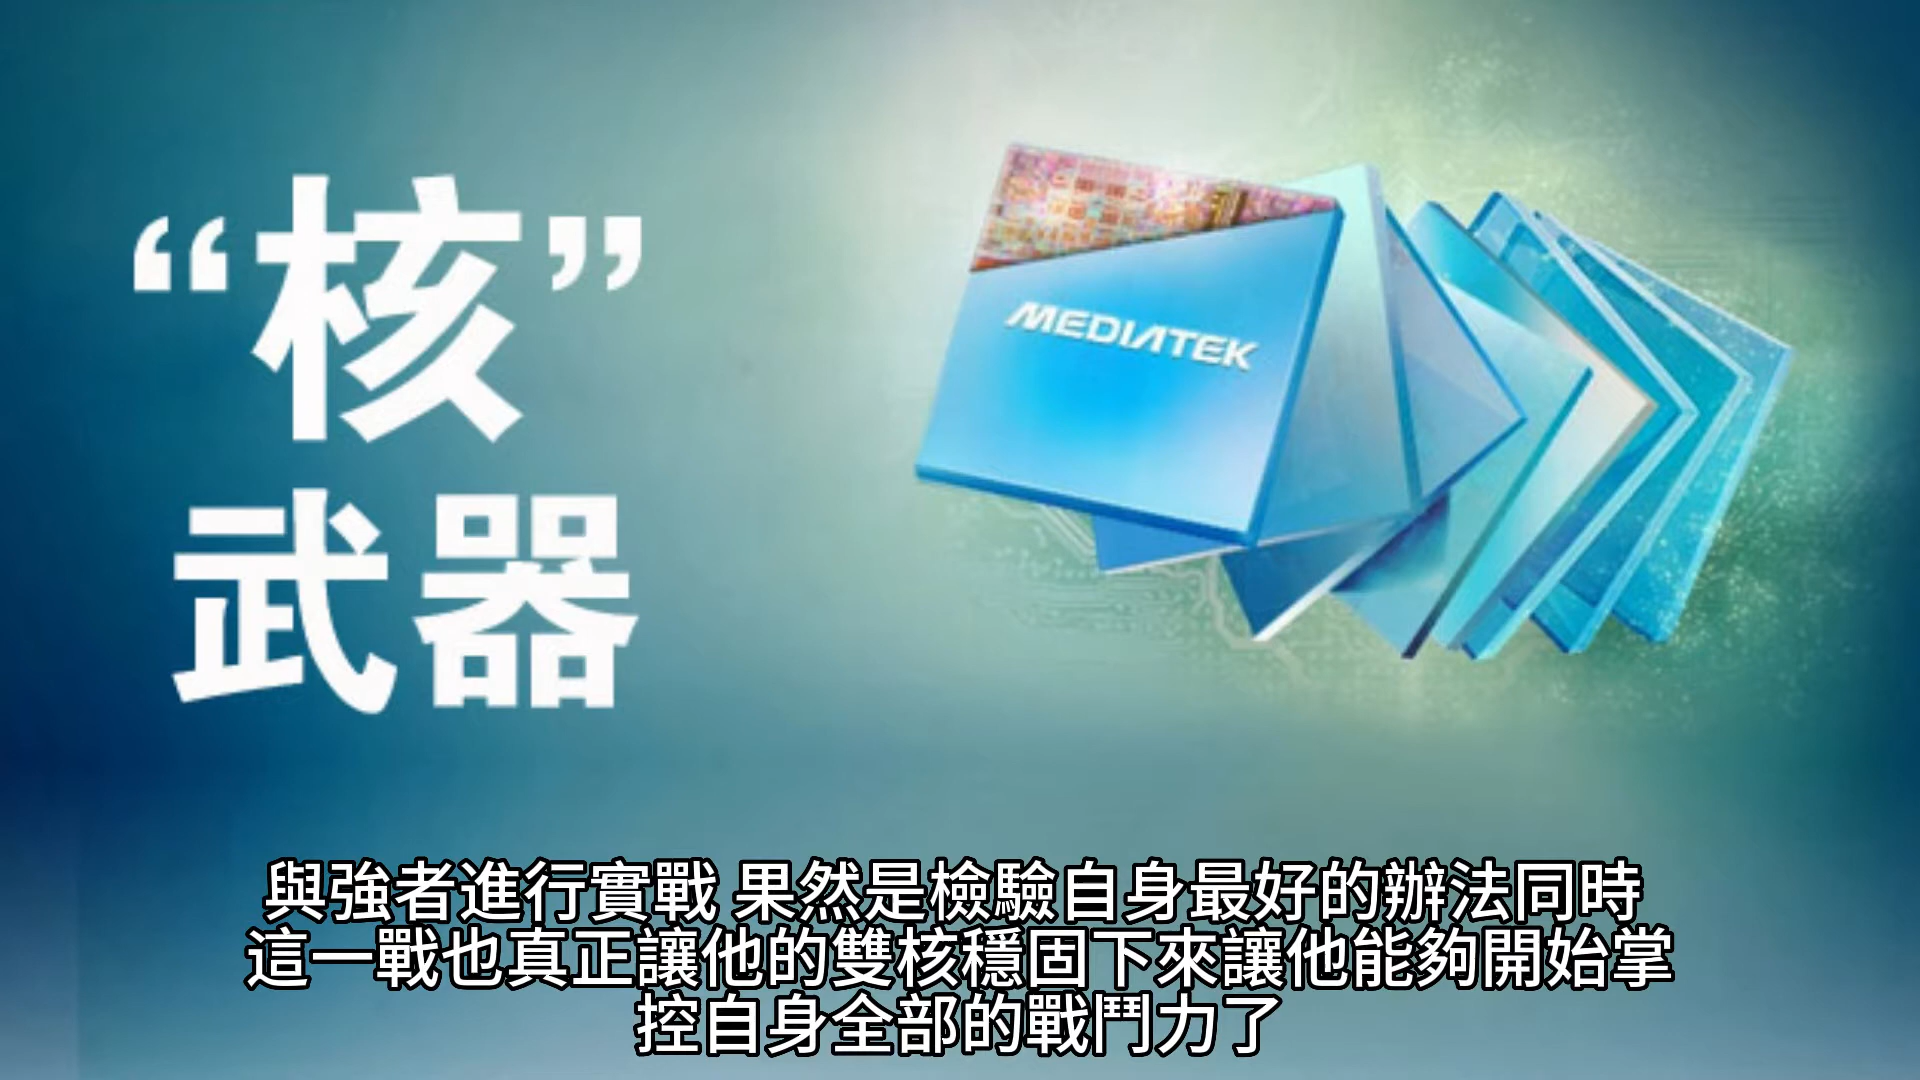 “核”
武器
MEDIATEK
與強者進行實戰 果然是檢驗自身最好的辦法同時
這一戰也真正讓他的雙核穩固下來讓他能夠開始掌
控自身全部的戰鬥力了